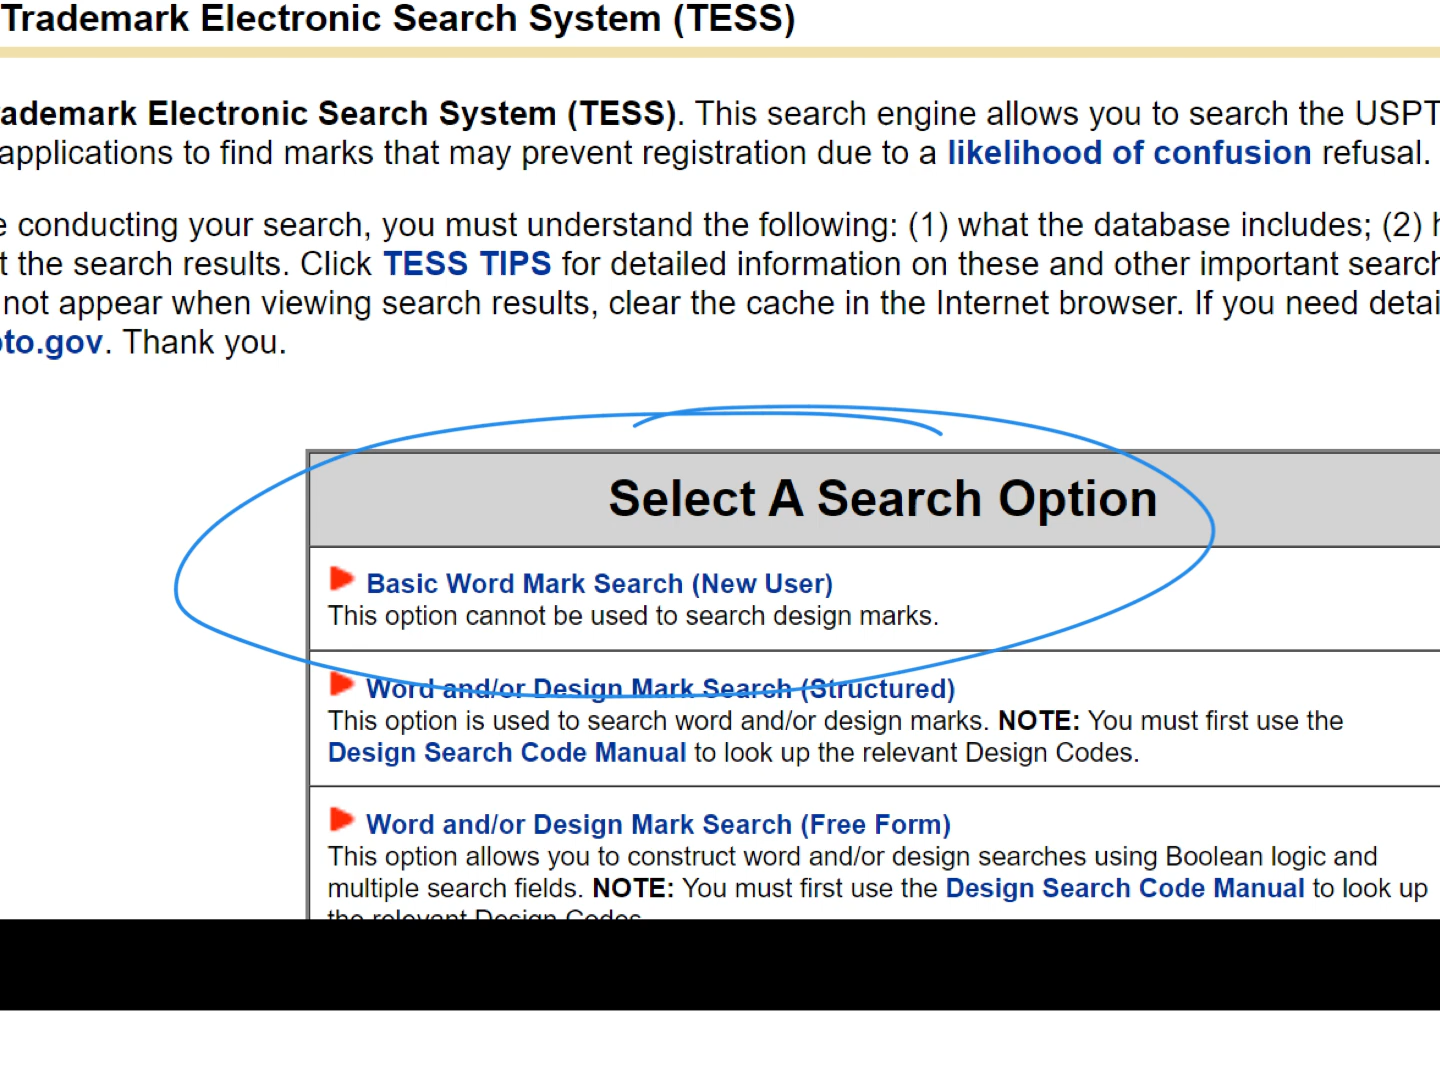 Trademark Electronic Search System (TESS)
ademark Electronic Search System (TESS). This search engine allows you to search the USPT
applications to find marks that may prevent registration due to a likelihood of confusion refusal.
e conducting your search, you must understand the following: (1) what the database includes; (2) h
t the search results. Click TESS TIPS for detailed information on these and other important search
not appear when viewing search results, clear the cache in the Internet browser. If you need detai
to.gov. Thank you.
Select A Search Option
Basic Word Mark Search (New User)
This option cannot be used to search design marks.
Word and/or Design Mark Search (Structured)
This option is used to search word and/or design marks. NOTE: You must first use the
Design Search Code Manual to look up the relevant Design Codes.
Word and/or Design Mark Search (Free Form)
This option allows you to construct word and/or design searches using Boolean logic and
multiple search fields. NOTE: You must first use the Design Search Code Manual to look up
the relevant Design Codes